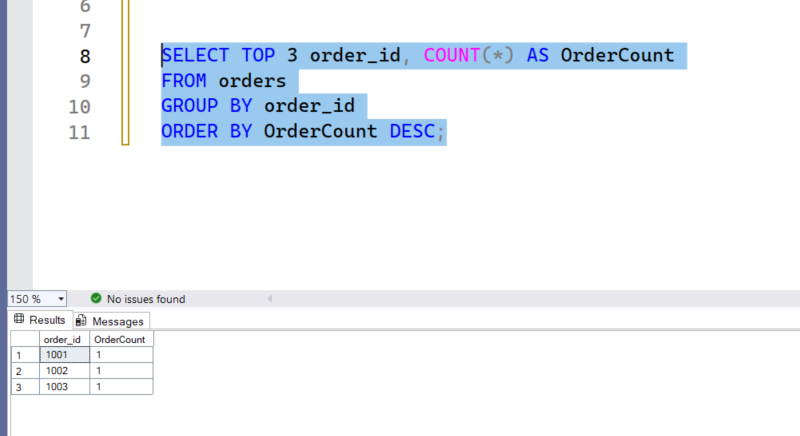 6
7
8 SELECT TOP 3 order_id, COUNT(*) AS OrderCount
9 FROM orders
10 GROUP BY order_id
11 ORDER BY OrderCount DESC;
150 % No issues found
Results Messages
order_id OrderCount
1 1001 1
2 1002 1
3 1003 1